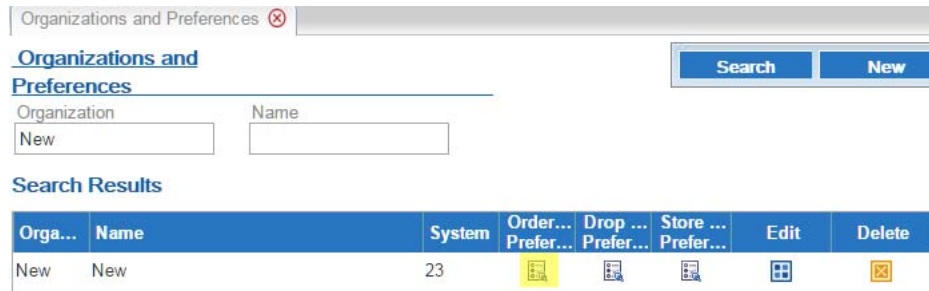 Organizations and Preferences
Organizations and
Preferences
Search New
Organization Name
New
Search Results
Orga... Name System Order... Prefer... Drop ... Prefer... Store ... Prefer... Edit Delete
New New 23